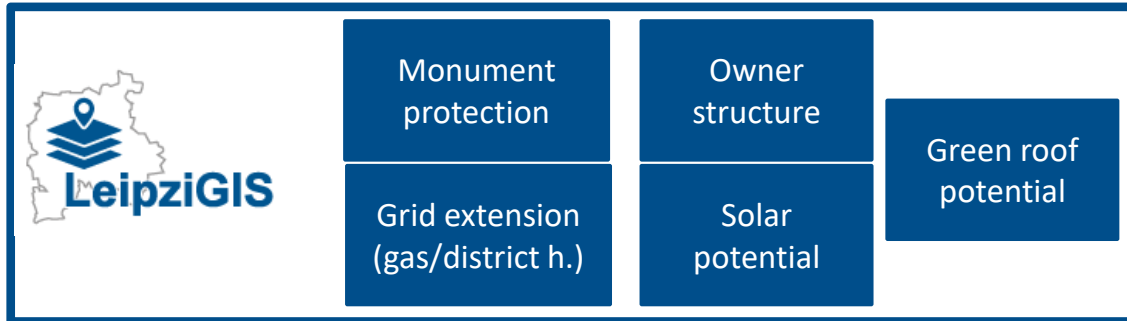 LeipziGIS
Monument
protection
Grid extension
(gas/district h.)
Owner
structure
Solar
potential
Green roof
potential